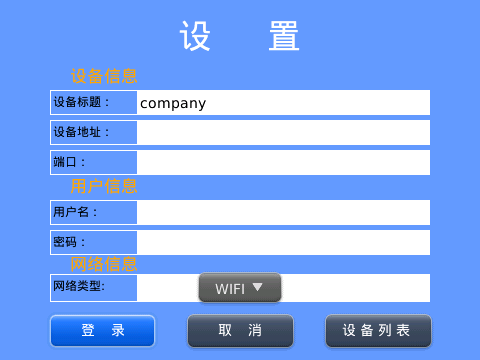 设 置
设备信息
设备标题： company
设备地址：
端口：
用户信息
用户名：
密码：
网络信息
网络类型: WIFI
登 录 取 消 设备列表